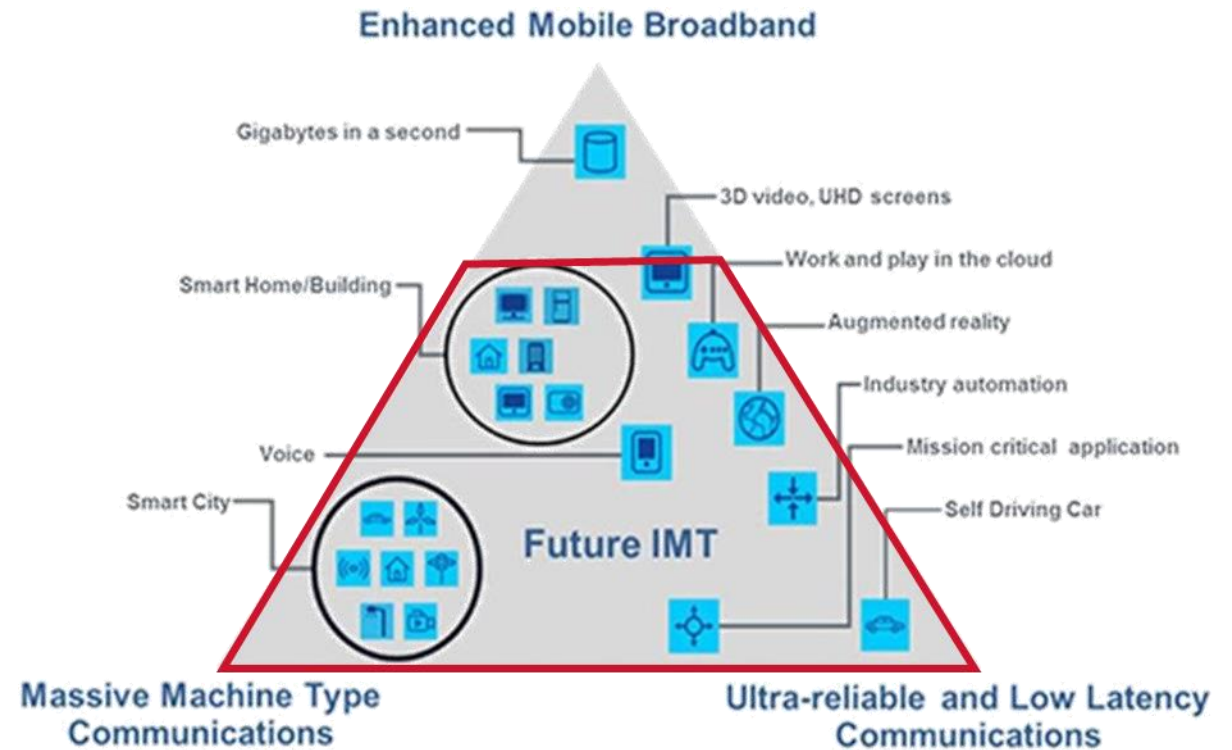 Enhanced Mobile Broadband
Gigabytes in a second
3D video, UHD screens
Work and play in the cloud
Smart Home/Building
Augmented reality
Industry automation
Mission critical application
Voice
Smart City
Self Driving Car
Future IMT
Massive Machine Type
Communications
Ultra-reliable and Low Latency
Communications